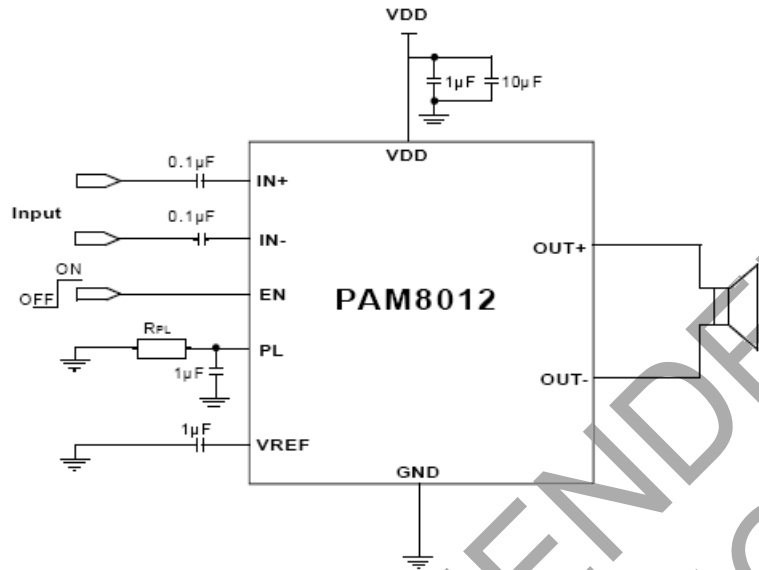 VDD
1µF
10µF
VDD
0.1µF
IN+
Input
0.1µF
IN-
OUT+
ON
OFF
EN
PAM8012
RPL
PL
1µF
OUT-
1µF
VREF
GND